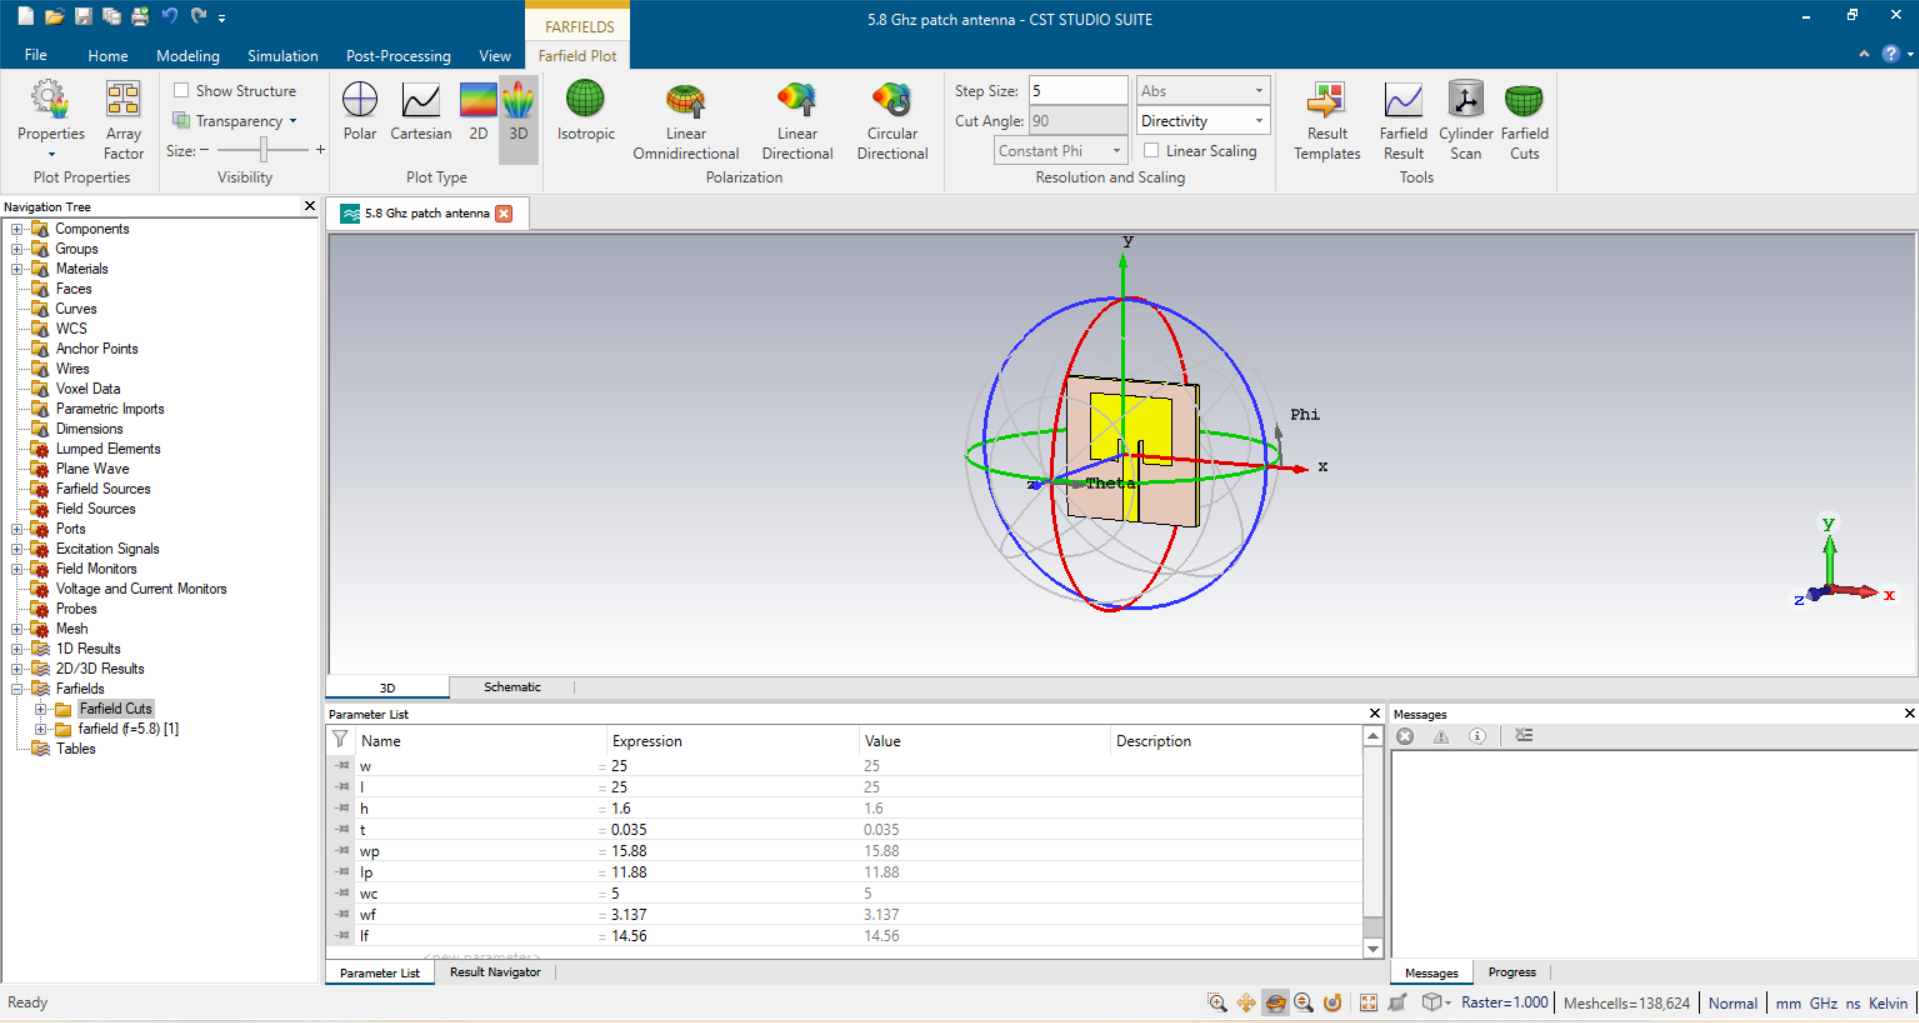 5.8 Ghz patch antenna - CST STUDIO SUITE
FARFIELDS
File Home Modeling Simulation Post-Processing View Farfield Plot
Properties
Array Factor
Plot Properties
Show Structure
Transparency
Size: − +
Visibility
Polar
Cartesian
2D
3D
Plot Type
Isotropic
Linear Omnidirectional
Linear Directional
Circular Directional
Polarization
Step Size: 5
Cut Angle: 90
Constant Phi
Abs
Directivity
Linear Scaling
Resolution and Scaling
Result Templates
Farfield Result
Cylinder Scan
Farfield Cuts
Tools
Navigation Tree
Components
Groups
Materials
Faces
Curves
WCS
Anchor Points
Wires
Voxel Data
Parametric Imports
Dimensions
Lumped Elements
Plane Wave
Farfield Sources
Field Sources
Ports
Excitation Signals
Field Monitors
Voltage and Current Monitors
Probes
Mesh
1D Results
2D/3D Results
Farfields
Farfield Cuts
farfield (f=5.8) [1]
Tables
5.8 Ghz patch antenna
y
Phi
x
z
Theta
y
z
x
3D Schematic
Parameter List
Name Expression Value Description
w = 25 25
l = 25 25
h = 1.6 1.6
t = 0.035 0.035
wp = 15.88 15.88
lp = 11.88 11.88
wc = 5 5
wf = 3.137 3.137
lf = 14.56 14.56
<new parameter>
Parameter List Result Navigator
Messages
Messages Progress
Ready
Raster=1.000 Meshcells=138,624 Normal mm GHz ns Kelvin